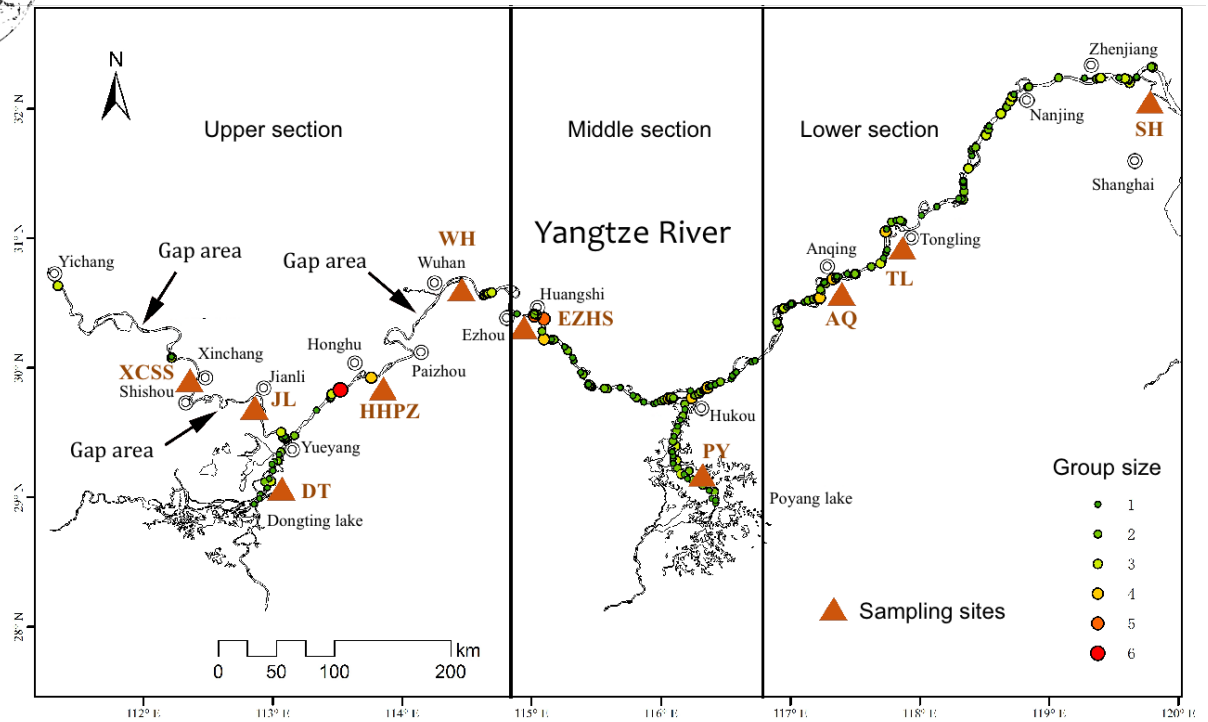 N
Upper section
Middle section
Lower section
Yangtze River
Zhenjiang
Nanjing
SH
Shanghai
Gap area
Yichang
Gap area
WH
Wuhan
Huangshi
EZHS
Ezhou
Anqing
Tongling
TL
AQ
Xinchang
XCSS
Shishou
Jianli
JL
Honghu
Paizhou
HHPZ
Gap area
Yueyang
DT
Dongting lake
Hukou
PY
Poyang lake
Group size
1
2
3
4
5
6
Sampling sites
km
0 50 100 200
32° N
31° N
30° N
29° N
28° N
112° E 113° E 114° E 115° E 116° E 117° E 118° E 119° E 120° E